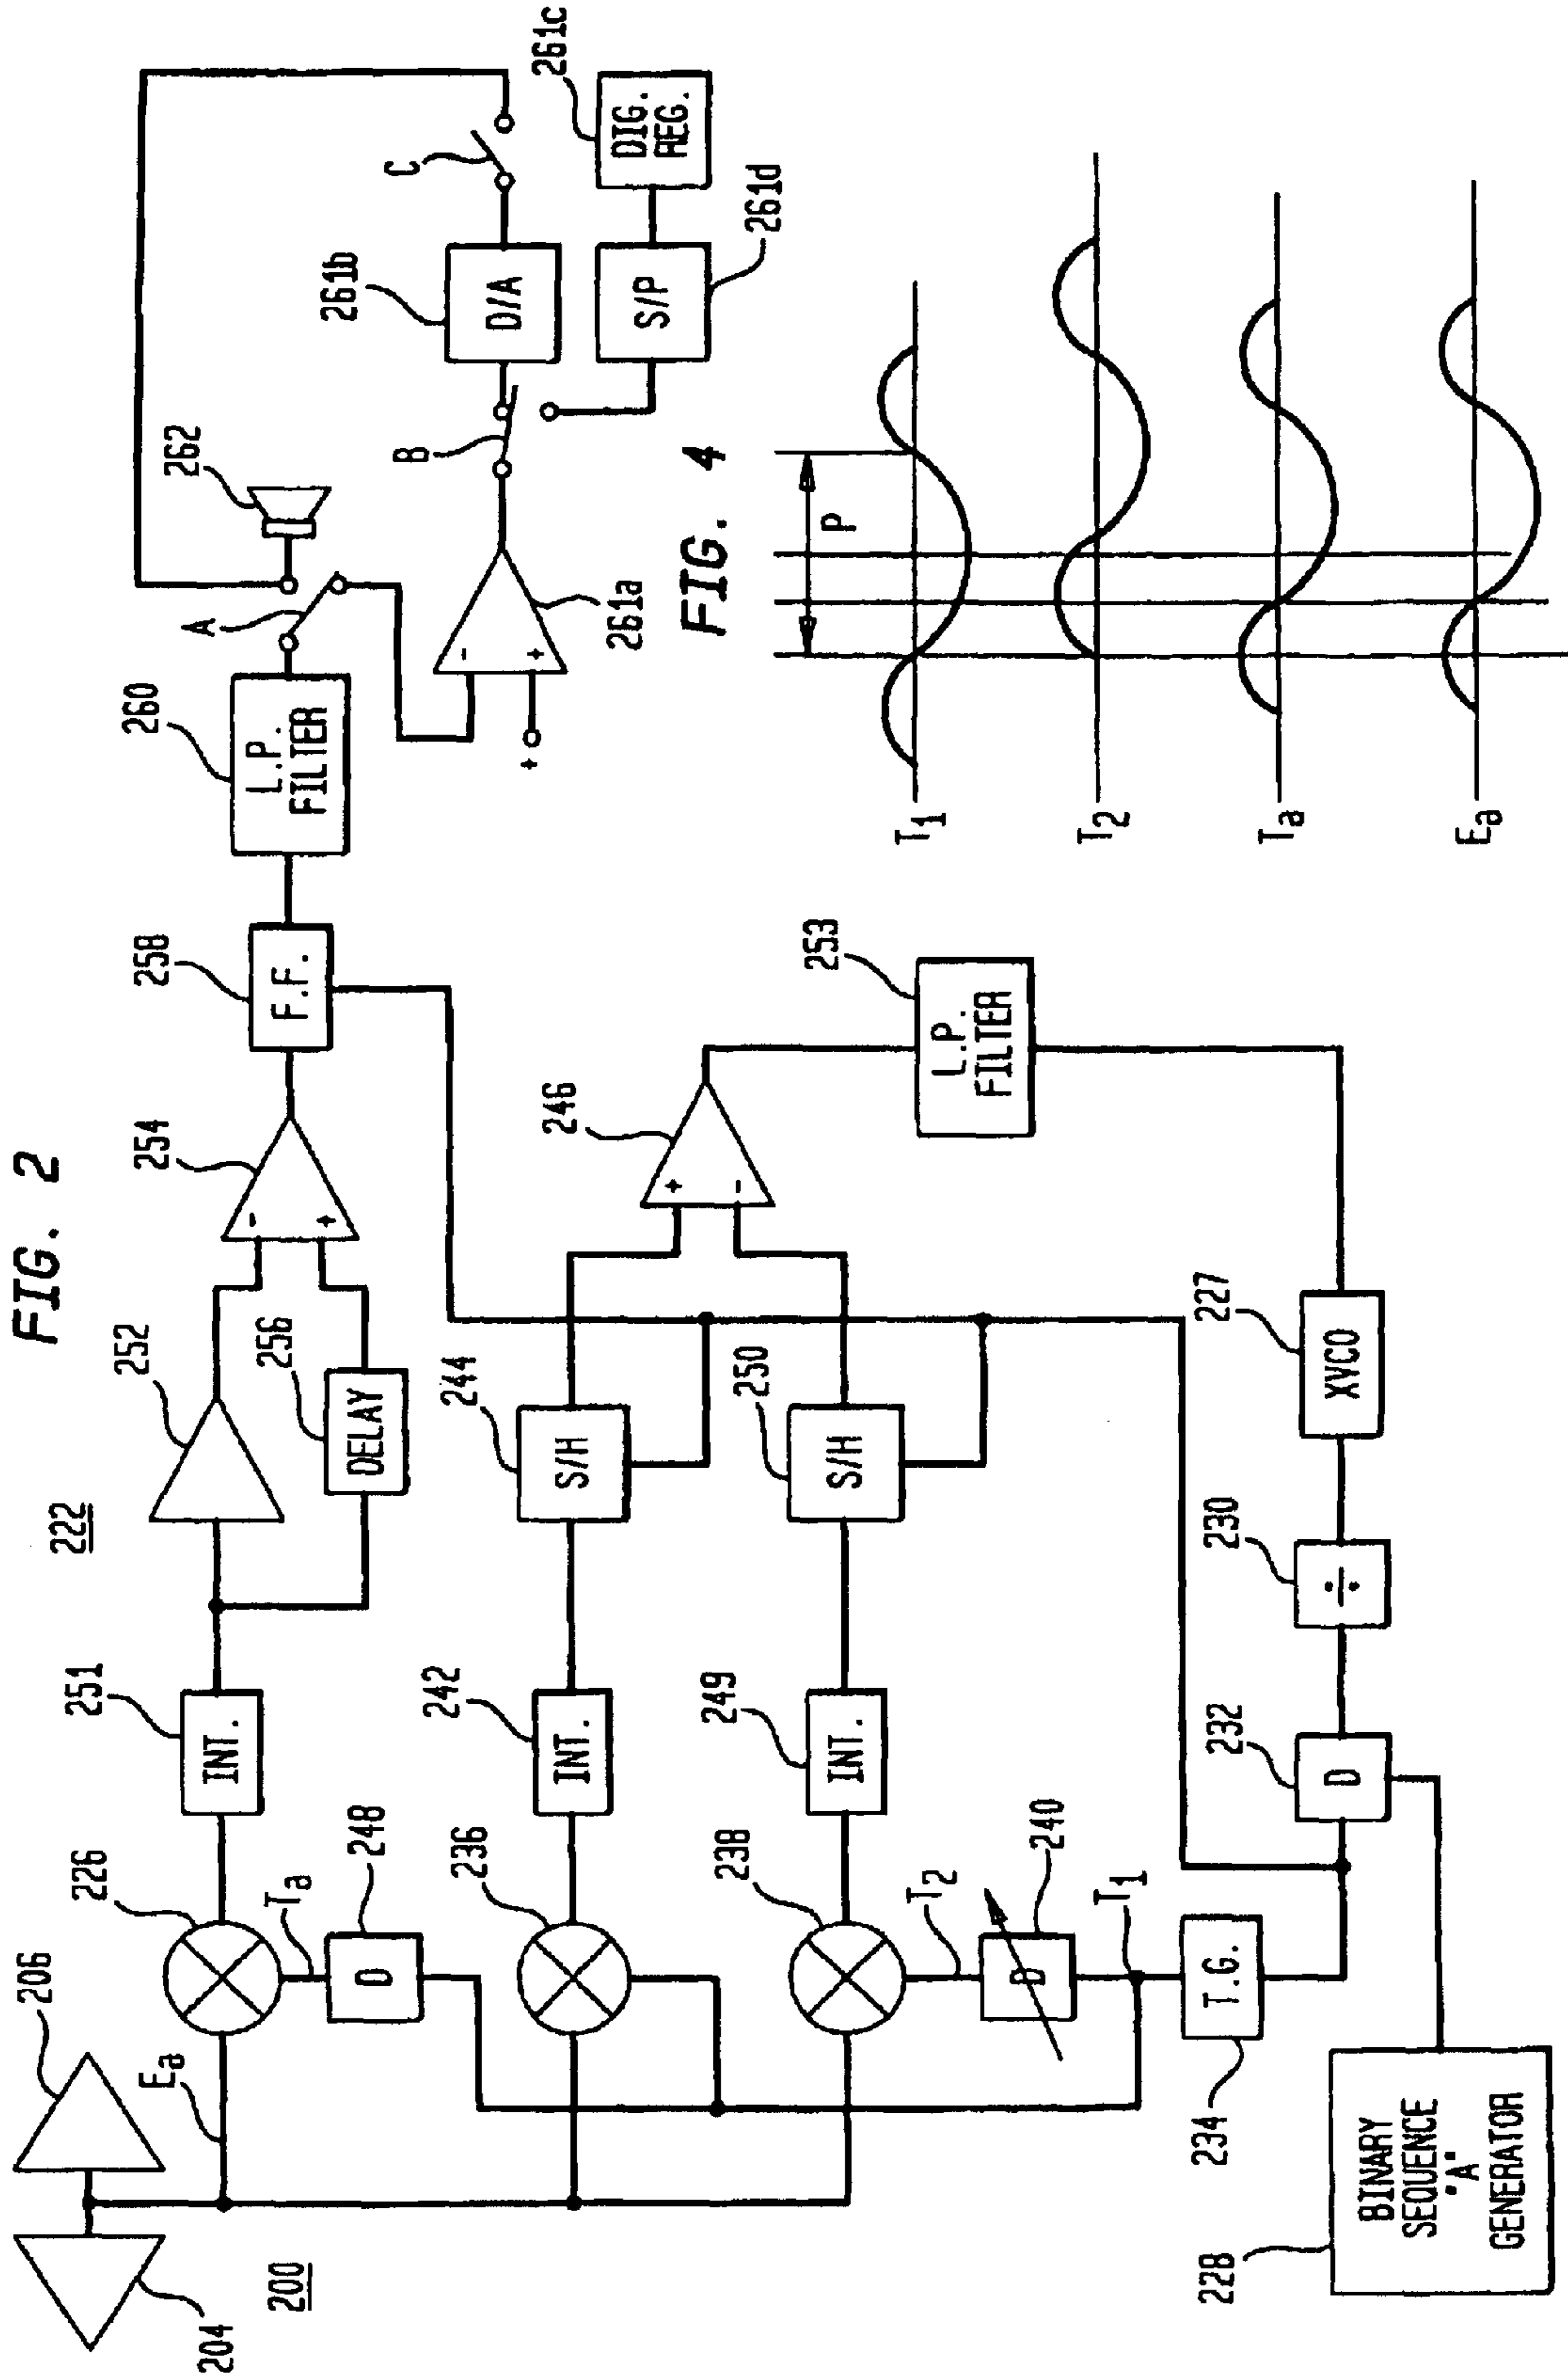 FIG. 2
204
206
200
222
Ea
226
Ta
248
D
251
INT.
252
256
DELAY
254
-
+
258
F.F.
260
L.P.
FILTER
A
262
261a
-
+
+
B
261b
D/A
C
261d
S/P
261c
DIG.
REG.
236
242
INT.
244
S/H
246
+
-
253
L.P.
FILTER
238
249
INT.
250
S/H
T2
240
D
T1
234
T.G.
228
BINARY
SEQUENCE
"A"
GENERATOR
232
D
230
÷
227
XVCO
FIG. 4
P
T1
T2
Ta
Ea